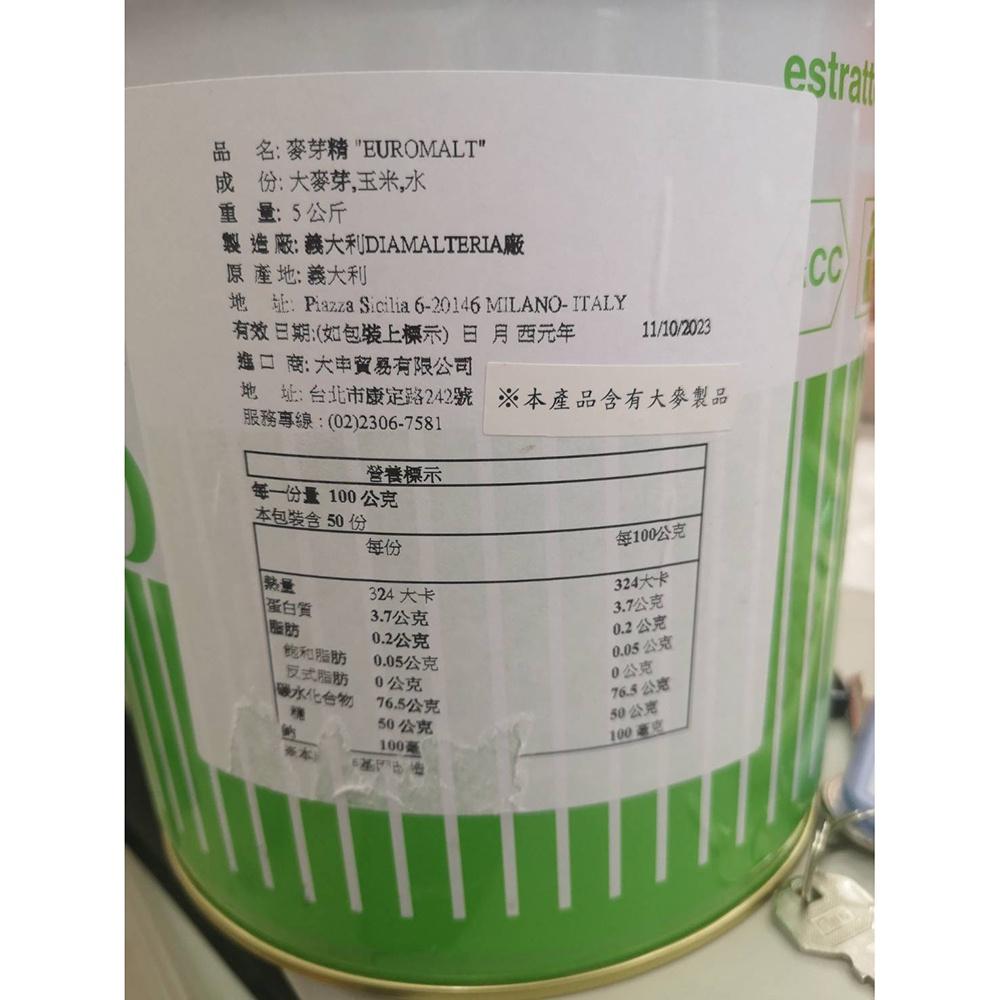 estratt
CC
品 名: 麥芽精 "EUROMALT"
成 份: 大麥芽,玉米,水
重 量: 5 公斤
製 造 廠: 義大利DIAMALTERIA廠
原 產 地: 義大利
地 址: Piazza Sicilia 6-20146 MILANO- ITALY
有效 日期:(如包裝上標示) 日 月 西元年 11/10/2023
進 口 商: 大申貿易有限公司
地 址: 台北市康定路242號
※本產品含有大麥製品
服務專線 : (02)2306-7581
營養標示
每一份量 100 公克
本包裝含 50 份
每份 每100公克
熱量 324 大卡 324大卡
蛋白質 3.7公克 3.7公克
脂肪 0.2公克 0.2 公克
飽和脂肪 0.05公克 0.05 公克
反式脂肪 0 公克 0 公克
碳水化合物 76.5公克 76.5 公克
糖 50 公克 50 公克
鈉 100毫 100 毫克
※本